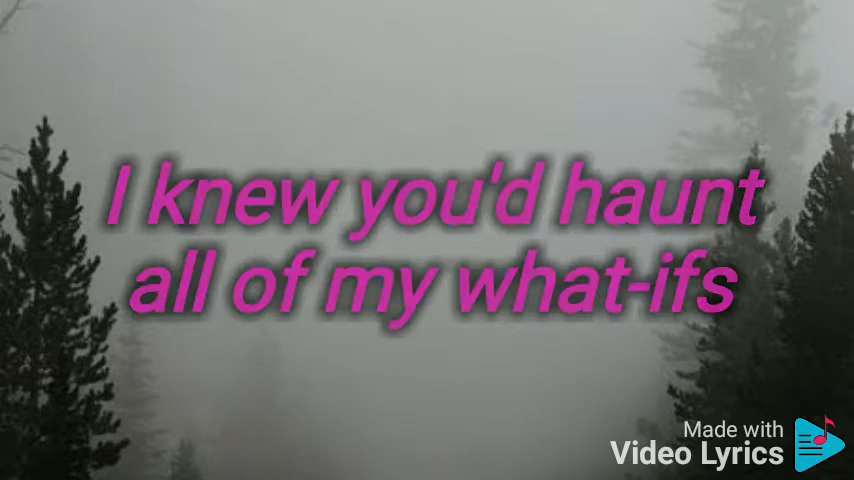 I knew you'd haunt
all of my what-ifs
Made with
Video Lyrics